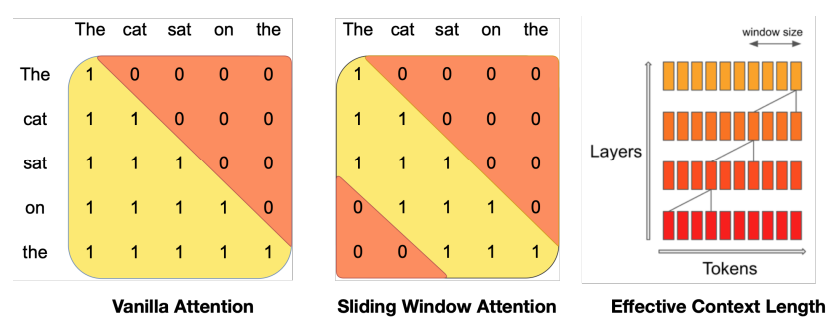 The cat sat on the
The 1 0 0 0 0
cat 1 1 0 0 0
sat 1 1 1 0 0
on 1 1 1 1 0
the 1 1 1 1 1
Vanilla Attention
The cat sat on the
1 0 0 0 0
1 1 0 0 0
1 1 1 0 0
0 1 1 1 0
0 0 1 1 1
Sliding Window Attention
window size
Layers
Tokens
Effective Context Length